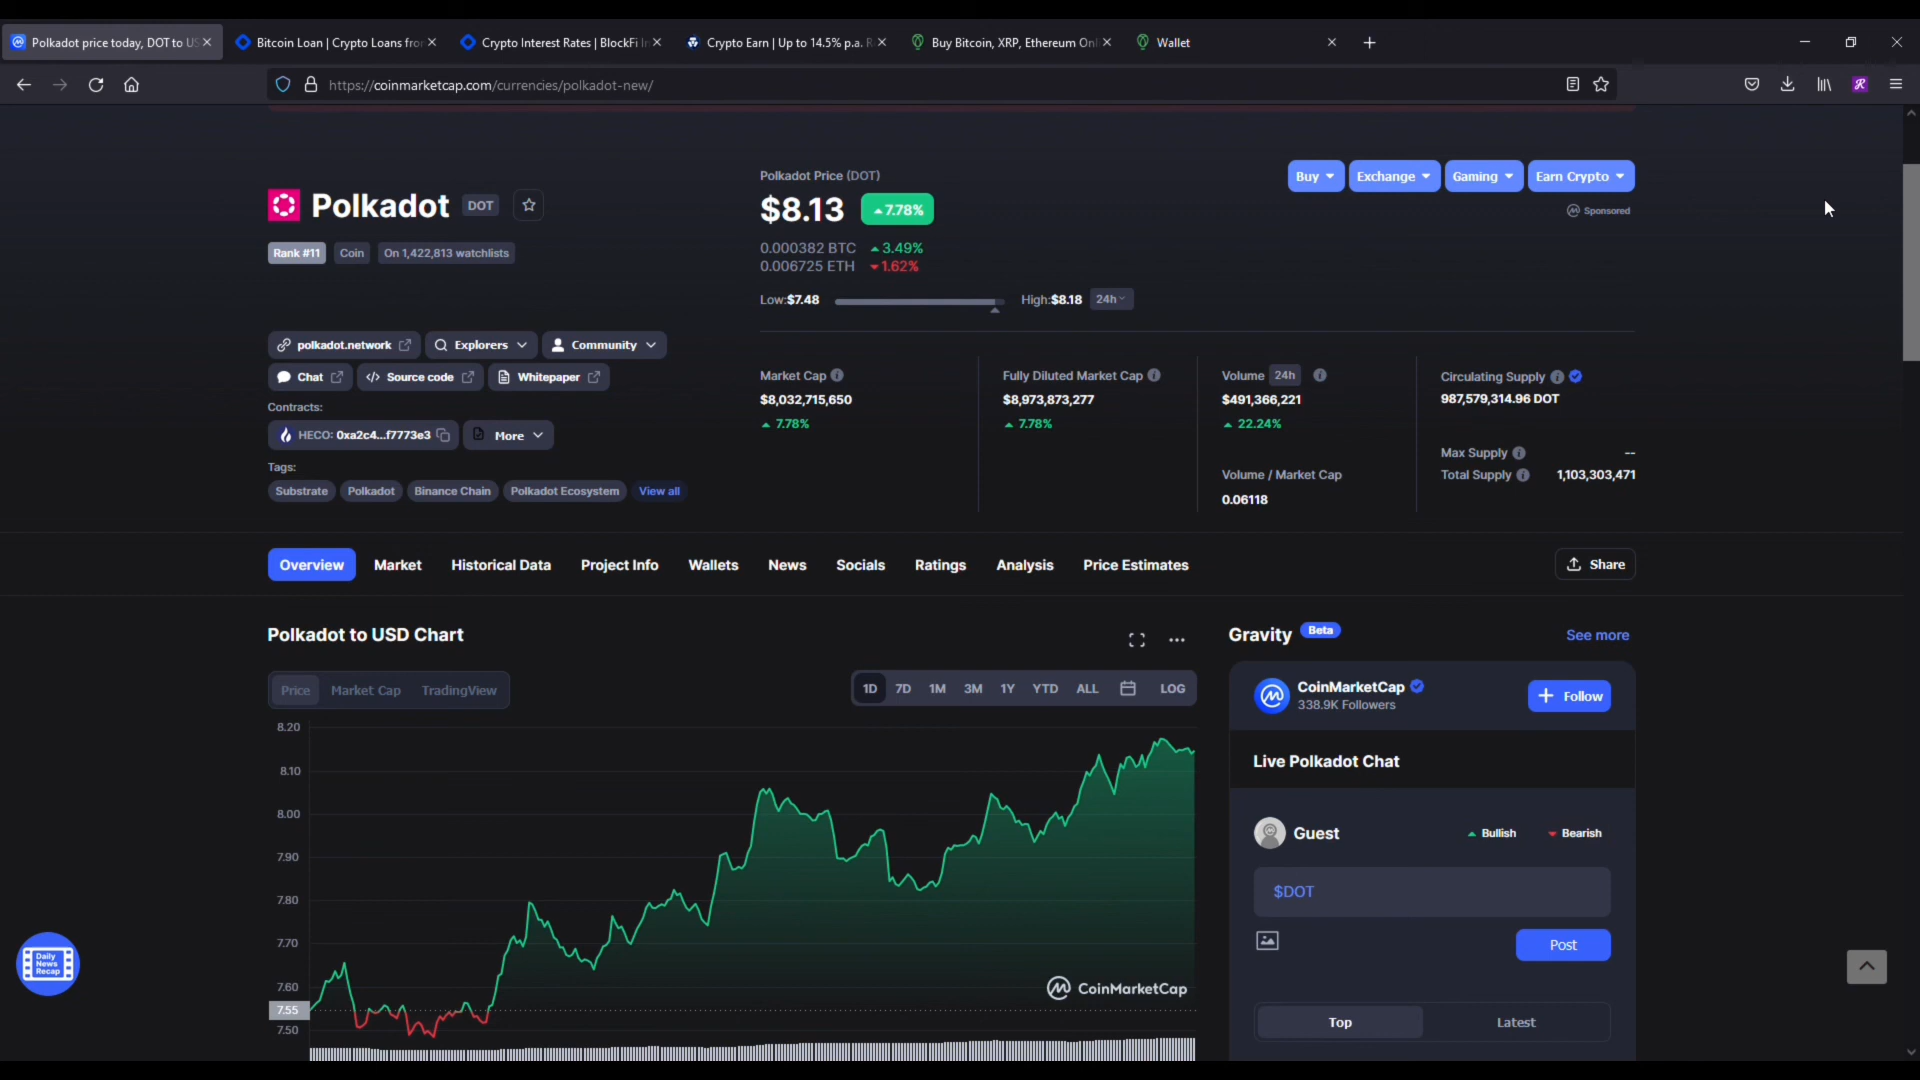 Polkadot price today, DOT to US
Bitcoin Loan | Crypto Loans fro
Crypto Interest Rates | BlockFi I
Crypto Earn | Up to 14.5% p.a. R
Buy Bitcoin, XRP, Ethereum Onl
Wallet
https://coinmarketcap.com/currencies/polkadot-new/
Polkadot DOT
Rank #11 Coin On 1,422,813 watchlists
Polkadot Price (DOT)
$8.13 7.78%
0.000382 BTC 3.49%
0.006725 ETH 1.62%
Low:$7.48 High:$8.18 24h
Buy Exchange Gaming Earn Crypto
Sponsored
polkadot.network Explorers Community
Chat Source code Whitepaper
Contracts:
HECO: 0xa2c4...f7773e3 More
Tags:
Substrate Polkadot Binance Chain Polkadot Ecosystem View all
Market Cap
$8,032,715,650
7.78%
Fully Diluted Market Cap
$8,973,873,277
7.78%
Volume 24h
$491,366,221
22.24%
Volume / Market Cap
0.06118
Circulating Supply
987,579,314.96 DOT
Max Supply --
Total Supply 1,103,303,471
Overview Market Historical Data Project Info Wallets News Socials Ratings Analysis Price Estimates Share
Polkadot to USD Chart
Price Market Cap TradingView
1D 7D 1M 3M 1Y YTD ALL LOG
8.20
8.10
8.00
7.90
7.80
7.70
7.60
7.55
7.50
CoinMarketCap
Daily
News
Recap
Gravity Beta See more
CoinMarketCap
338.9K Followers
Follow
Live Polkadot Chat
Guest Bullish Bearish
$DOT
Post
Top Latest